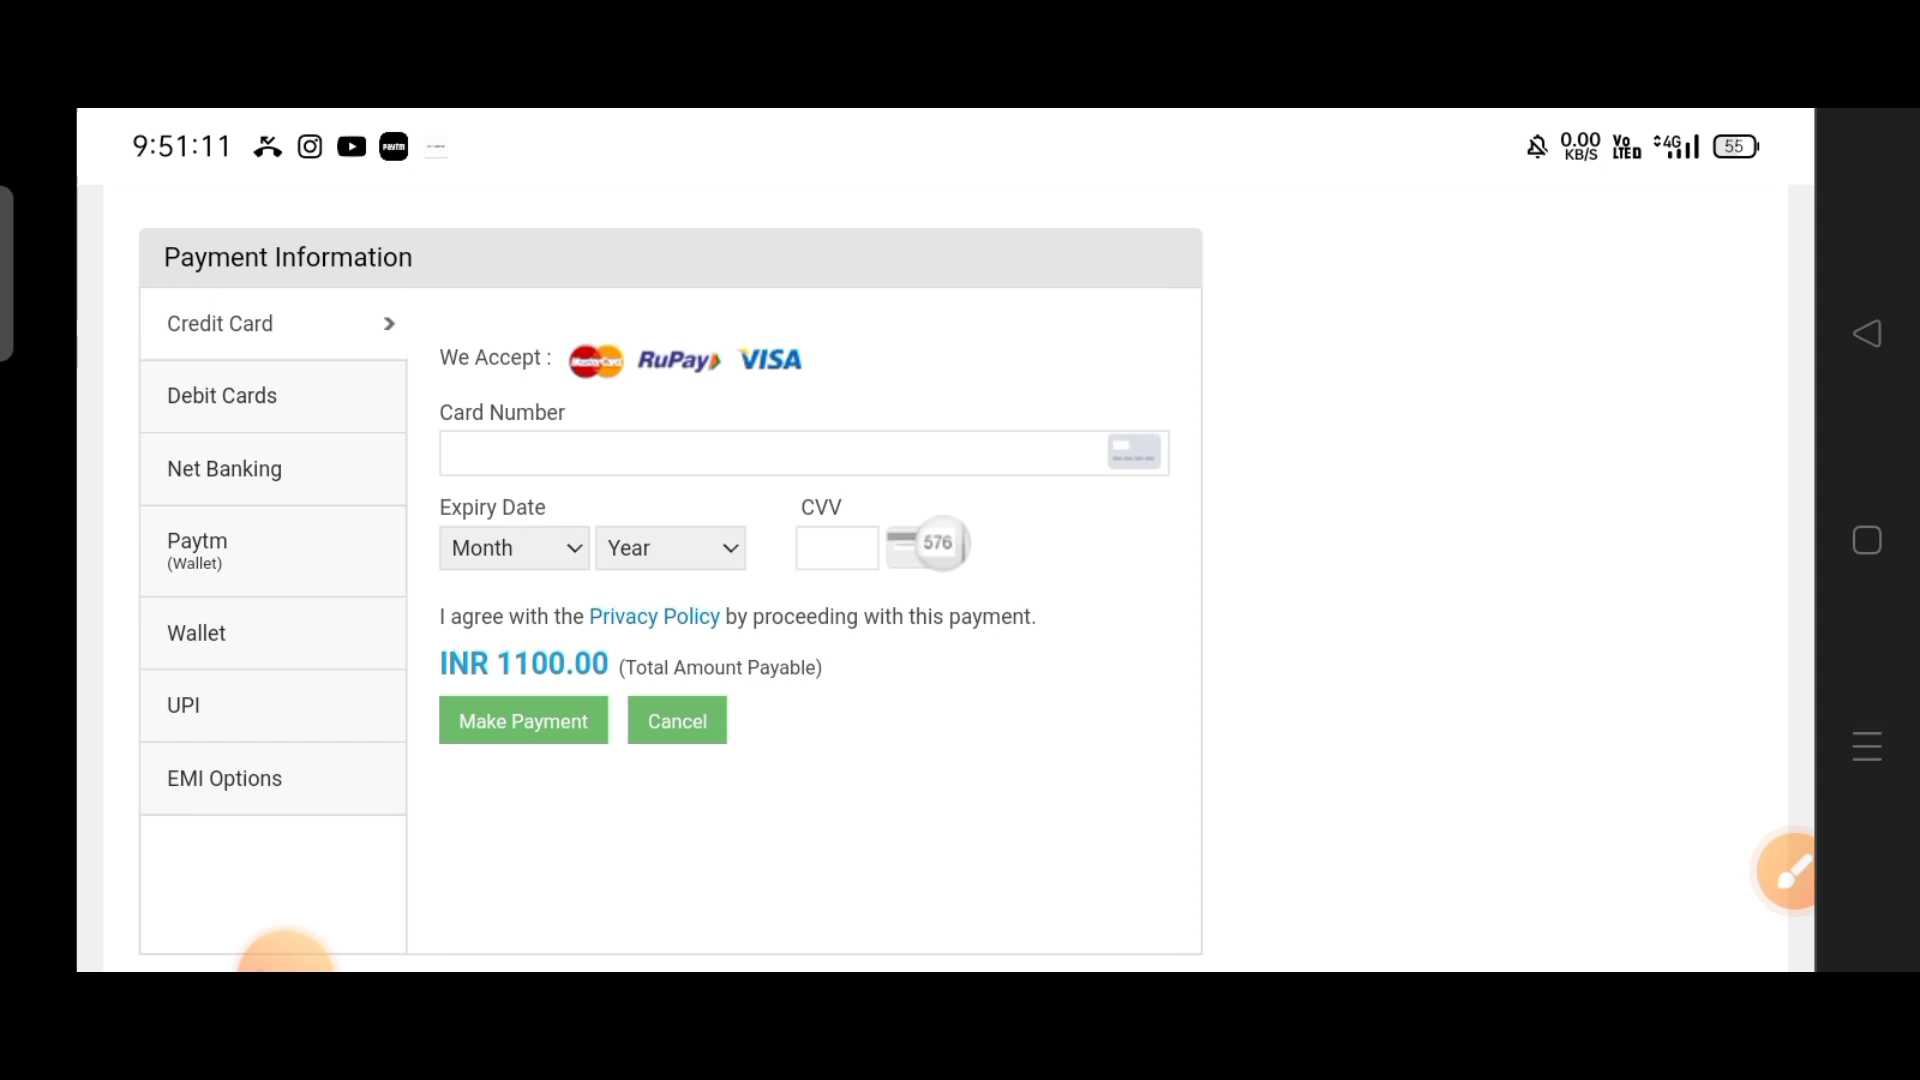 9:51:11 paytm 0.00 KB/S Vo LTE 4G 55
Payment Information
Credit Card
We Accept : MasterCard RuPay VISA
Debit Cards
Card Number
Net Banking
Expiry Date CVV
Month Year 576
Paytm
(Wallet)
I agree with the Privacy Policy by proceeding with this payment.
Wallet
INR 1100.00 (Total Amount Payable)
UPI
Make Payment Cancel
EMI Options